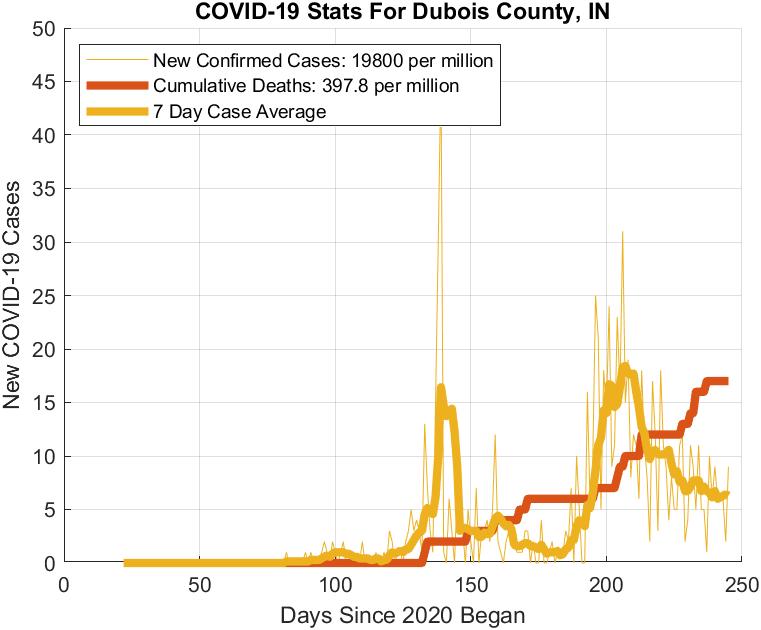 COVID-19 Stats For Dubois County, IN
50
45
40
35
30
25
20
15
10
5
0
New COVID-19 Cases
New Confirmed Cases: 19800 per million
Cumulative Deaths: 397.8 per million
7 Day Case Average
0
50
100
150
200
250
Days Since 2020 Began